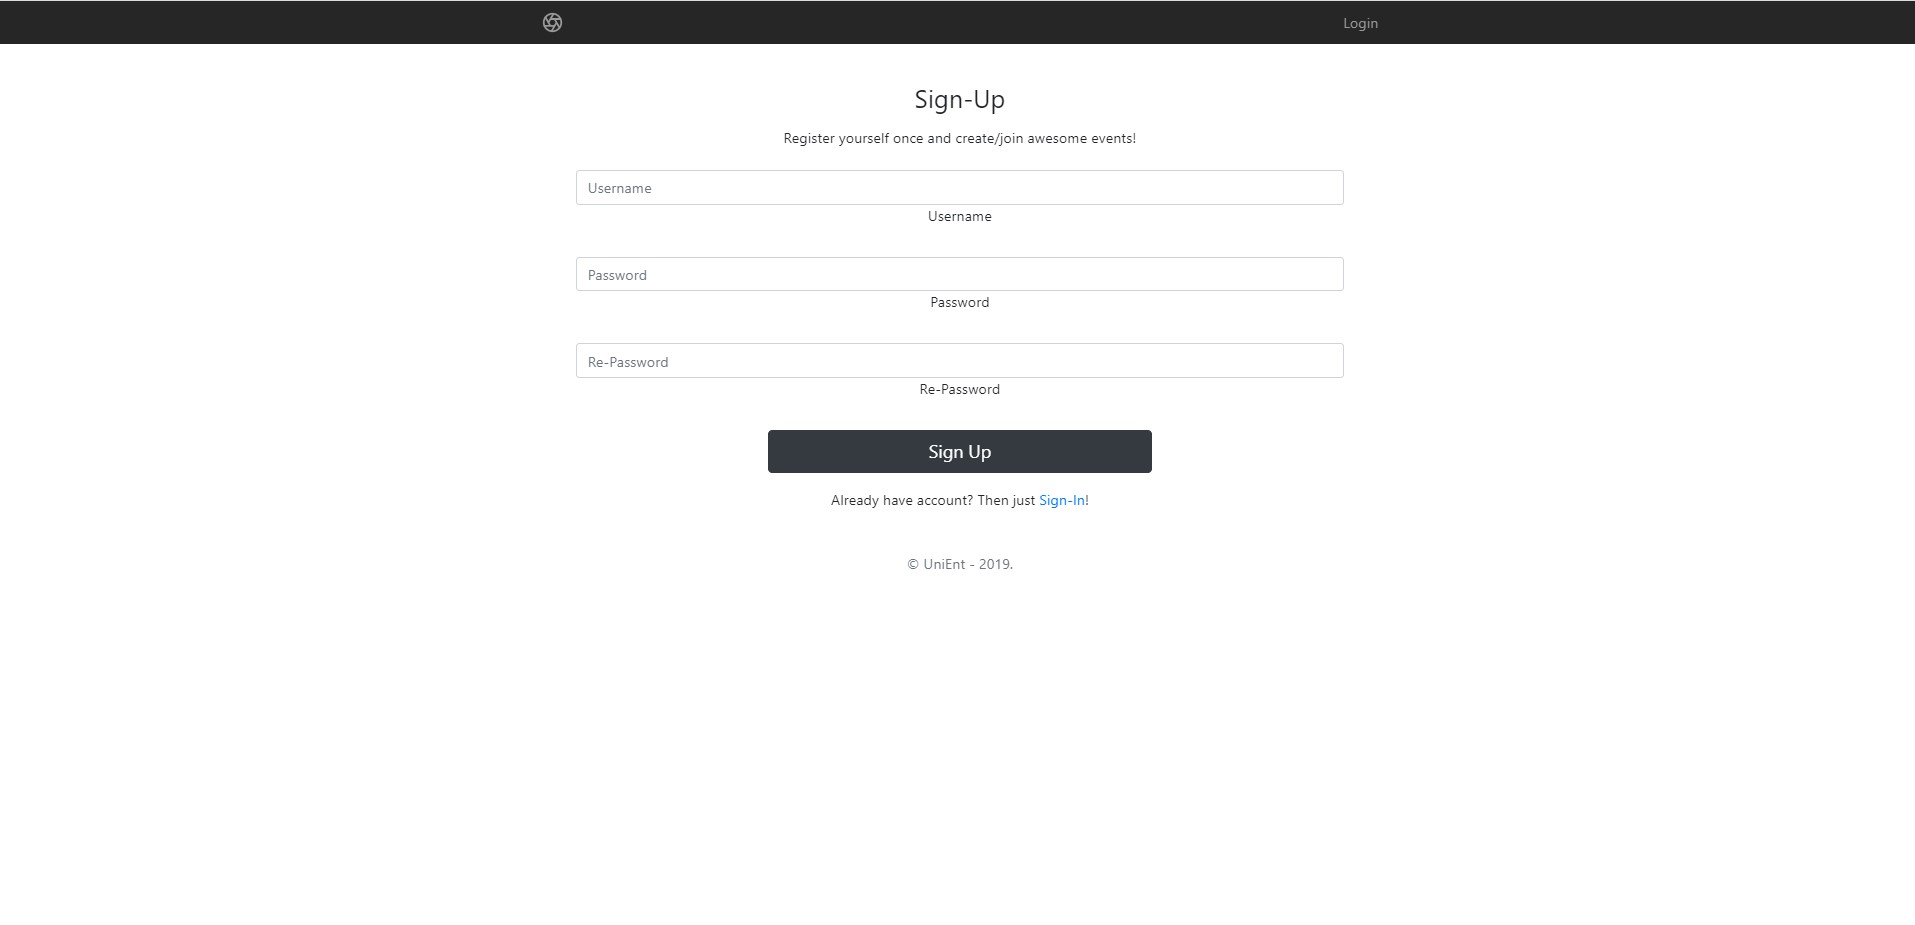 Login
Sign-Up
Register yourself once and create/join awesome events!
Username
Username
Password
Password
Re-Password
Re-Password
Sign Up
Already have account? Then just Sign-In!
© UniEnt - 2019.